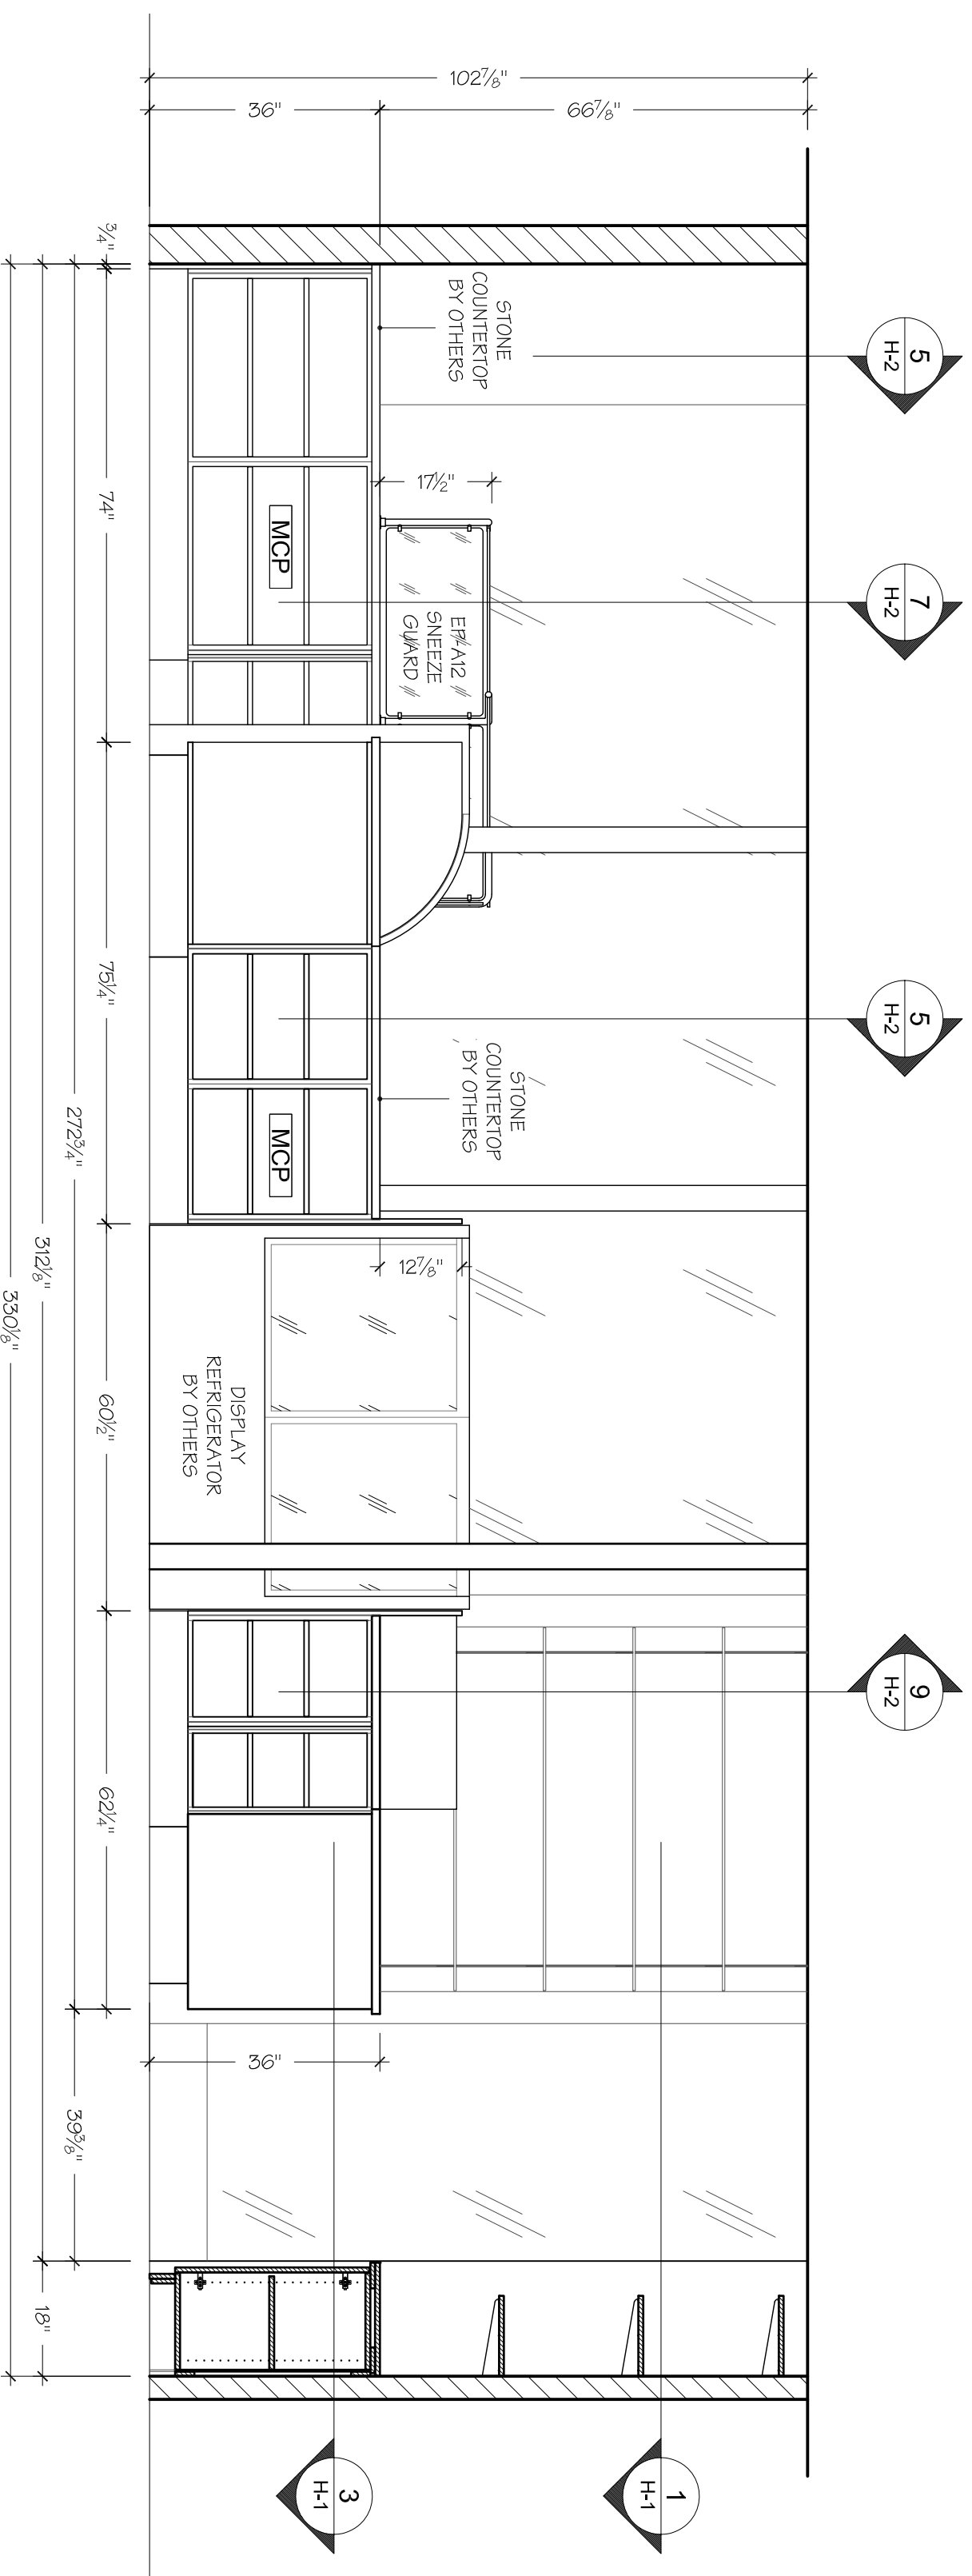 5
H-2
7
H-2
5
H-2
9
H-2
102⅞"
66⅞"
36"
STONE
COUNTERTOP
BY OTHERS
17½"
EP-A12
SNEEZE
GUARD
MCP
STONE
COUNTERTOP
BY OTHERS
MCP
12⅞"
DISPLAY
REFRIGERATOR
BY OTHERS
36"
1
H-1
3
H-1
¾"
74"
75¼"
60½"
62¼"
272¾"
39⅜"
312⅛"
18"
330⅛"